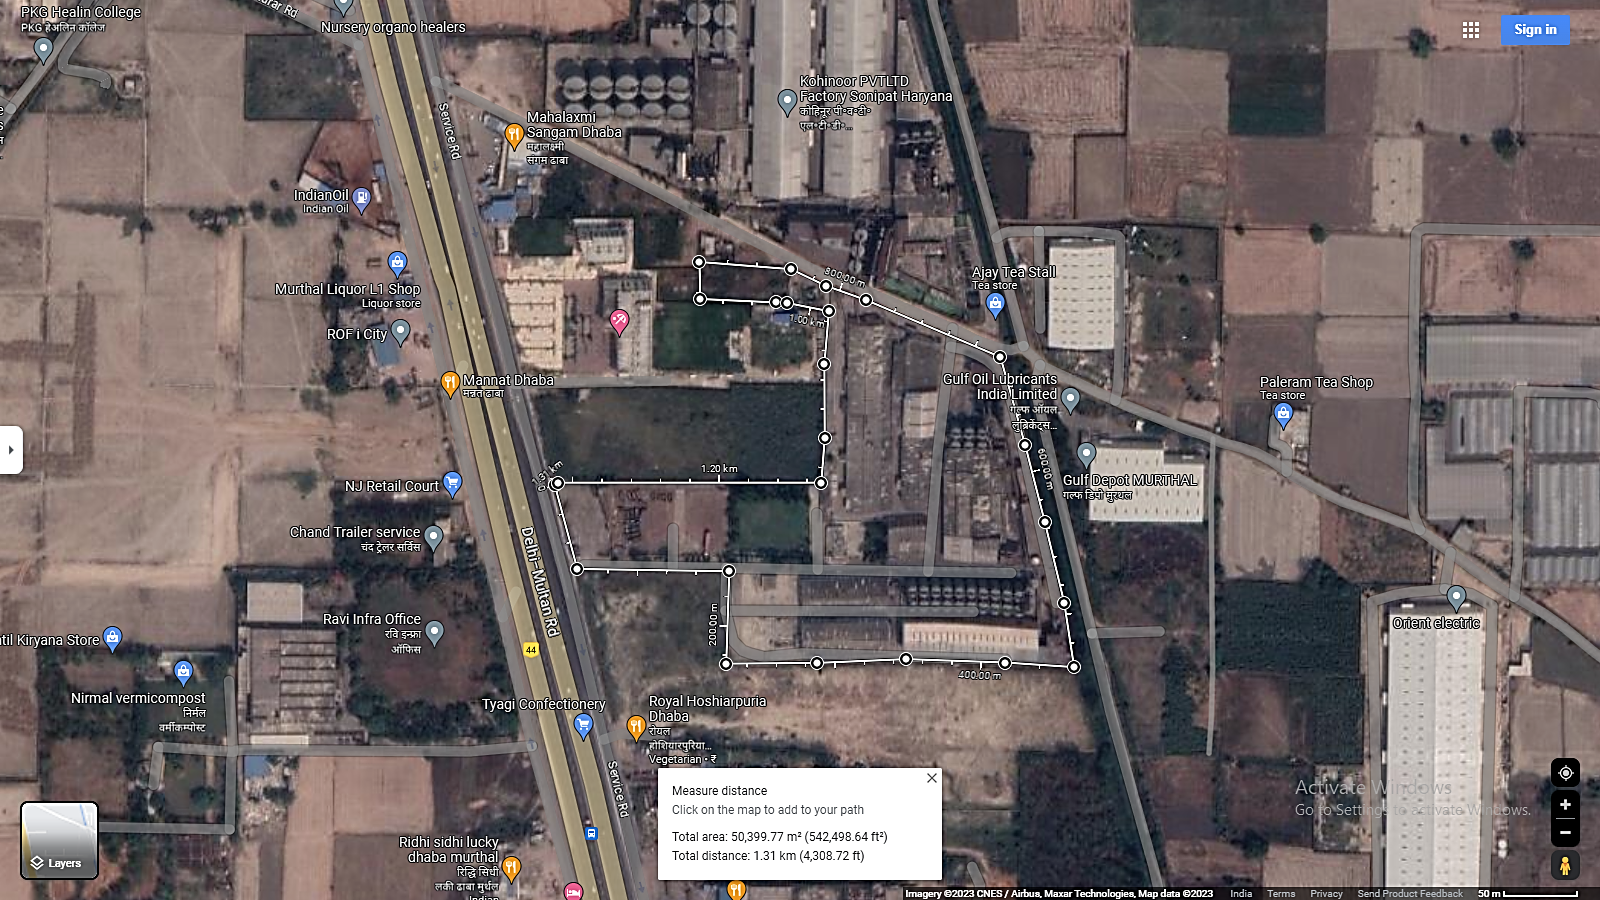 PKG Healin College
PKG हेअलिन कॉलेज
Nursery organo healers
Sign in
Service Rd
Mahalaxmi
Sangam Dhaba
महालक्ष्मी
संगम ढाबा
Kohinoor PVTLTD
Factory Sonipat Haryana
कोहिनूर पी॰व॰टी॰
एल॰टी॰डी॰...
IndianOil
Indian Oil
Murthal Liquor L1 Shop
Liquor store
ROF i City
800.00 m
1.00 km
Ajay Tea Stall
Tea store
Mannat Dhaba
मन्नत ढाबा
Gulf Oil Lubricants
India Limited
गल्फ ऑयल
लुब्रिकेंट्स...
Paleram Tea Shop
Tea store
1.31 km
1.20 km
600.00 m
NJ Retail Court
Gulf Depot MURTHAL
गल्फ डिपो मुरथल
Chand Trailer service
चंद ट्रेलर सर्विस
Delhi-Multan Rd
Ravi Infra Office
रवि इन्फ्रा
ऑफिस
200.00 m
Orient electric
til Kiryana Store
44
400.00 m
Nirmal vermicompost
निर्मल
वर्मीकम्पोस्ट
Tyagi Confectionery
Royal Hoshiarpuria
Dhaba
रोयल
होशियारपुरिया...
Vegetarian • ₹
Service Rd
Measure distance
Click on the map to add to your path
Total area: 50,399.77 m² (542,498.64 ft²)
Total distance: 1.31 km (4,308.72 ft)
Activate Windows
Go to Settings to activate Windows.
Layers
Ridhi sidhi lucky
dhaba murthal
रिद्धि सिधी
लकी ढाबा मुर्थल
Indian
Imagery ©2023 CNES / Airbus, Maxar Technologies, Map data ©2023 India Terms Privacy Send Product Feedback 50 m